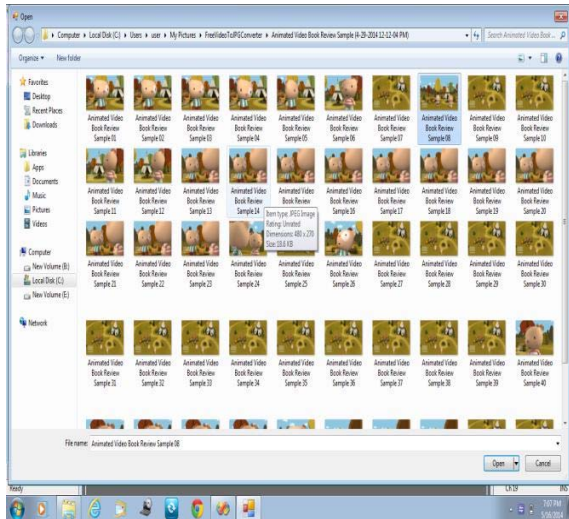 Open
Computer ▸ Local Disk (C:) ▸ Users ▸ user ▸ My Pictures ▸ FreeVideoToJPGConverter ▸ Animated Video Book Review Sample (4-29-2014 12-12-04 PM)
Search Animated Video Book ...
Organize
New folder
Favorites
Desktop
Recent Places
Downloads
Libraries
Apps
Documents
Music
Pictures
Videos
Computer
New Volume (B:)
Local Disk (C:)
New Volume (E:)
Network
Animated Video Book Review Sample 01
Animated Video Book Review Sample 02
Animated Video Book Review Sample 03
Animated Video Book Review Sample 04
Animated Video Book Review Sample 05
Animated Video Book Review Sample 06
Animated Video Book Review Sample 07
Animated Video Book Review Sample 08
Animated Video Book Review Sample 09
Animated Video Book Review Sample 10
Animated Video Book Review Sample 11
Animated Video Book Review Sample 12
Animated Video Book Review Sample 13
Animated Video Book Review Sample 14
Animated Video Book Review Sample 16
Animated Video Book Review Sample 17
Animated Video Book Review Sample 18
Animated Video Book Review Sample 19
Animated Video Book Review Sample 20
Item type: JPEG Image
Rating: Unrated
Dimensions: 480 x 270
Size: 18.8 KB
Animated Video Book Review Sample 21
Animated Video Book Review Sample 22
Animated Video Book Review Sample 23
Animated Video Book Review Sample 24
Animated Video Book Review Sample 25
Animated Video Book Review Sample 26
Animated Video Book Review Sample 27
Animated Video Book Review Sample 28
Animated Video Book Review Sample 29
Animated Video Book Review Sample 30
Animated Video Book Review Sample 31
Animated Video Book Review Sample 32
Animated Video Book Review Sample 33
Animated Video Book Review Sample 34
Animated Video Book Review Sample 35
Animated Video Book Review Sample 36
Animated Video Book Review Sample 37
Animated Video Book Review Sample 38
Animated Video Book Review Sample 39
Animated Video Book Review Sample 40
File name: Animated Video Book Review Sample 08
Open
Cancel
Ready
Ch 19
INS
7:07 PM
5/16/2014